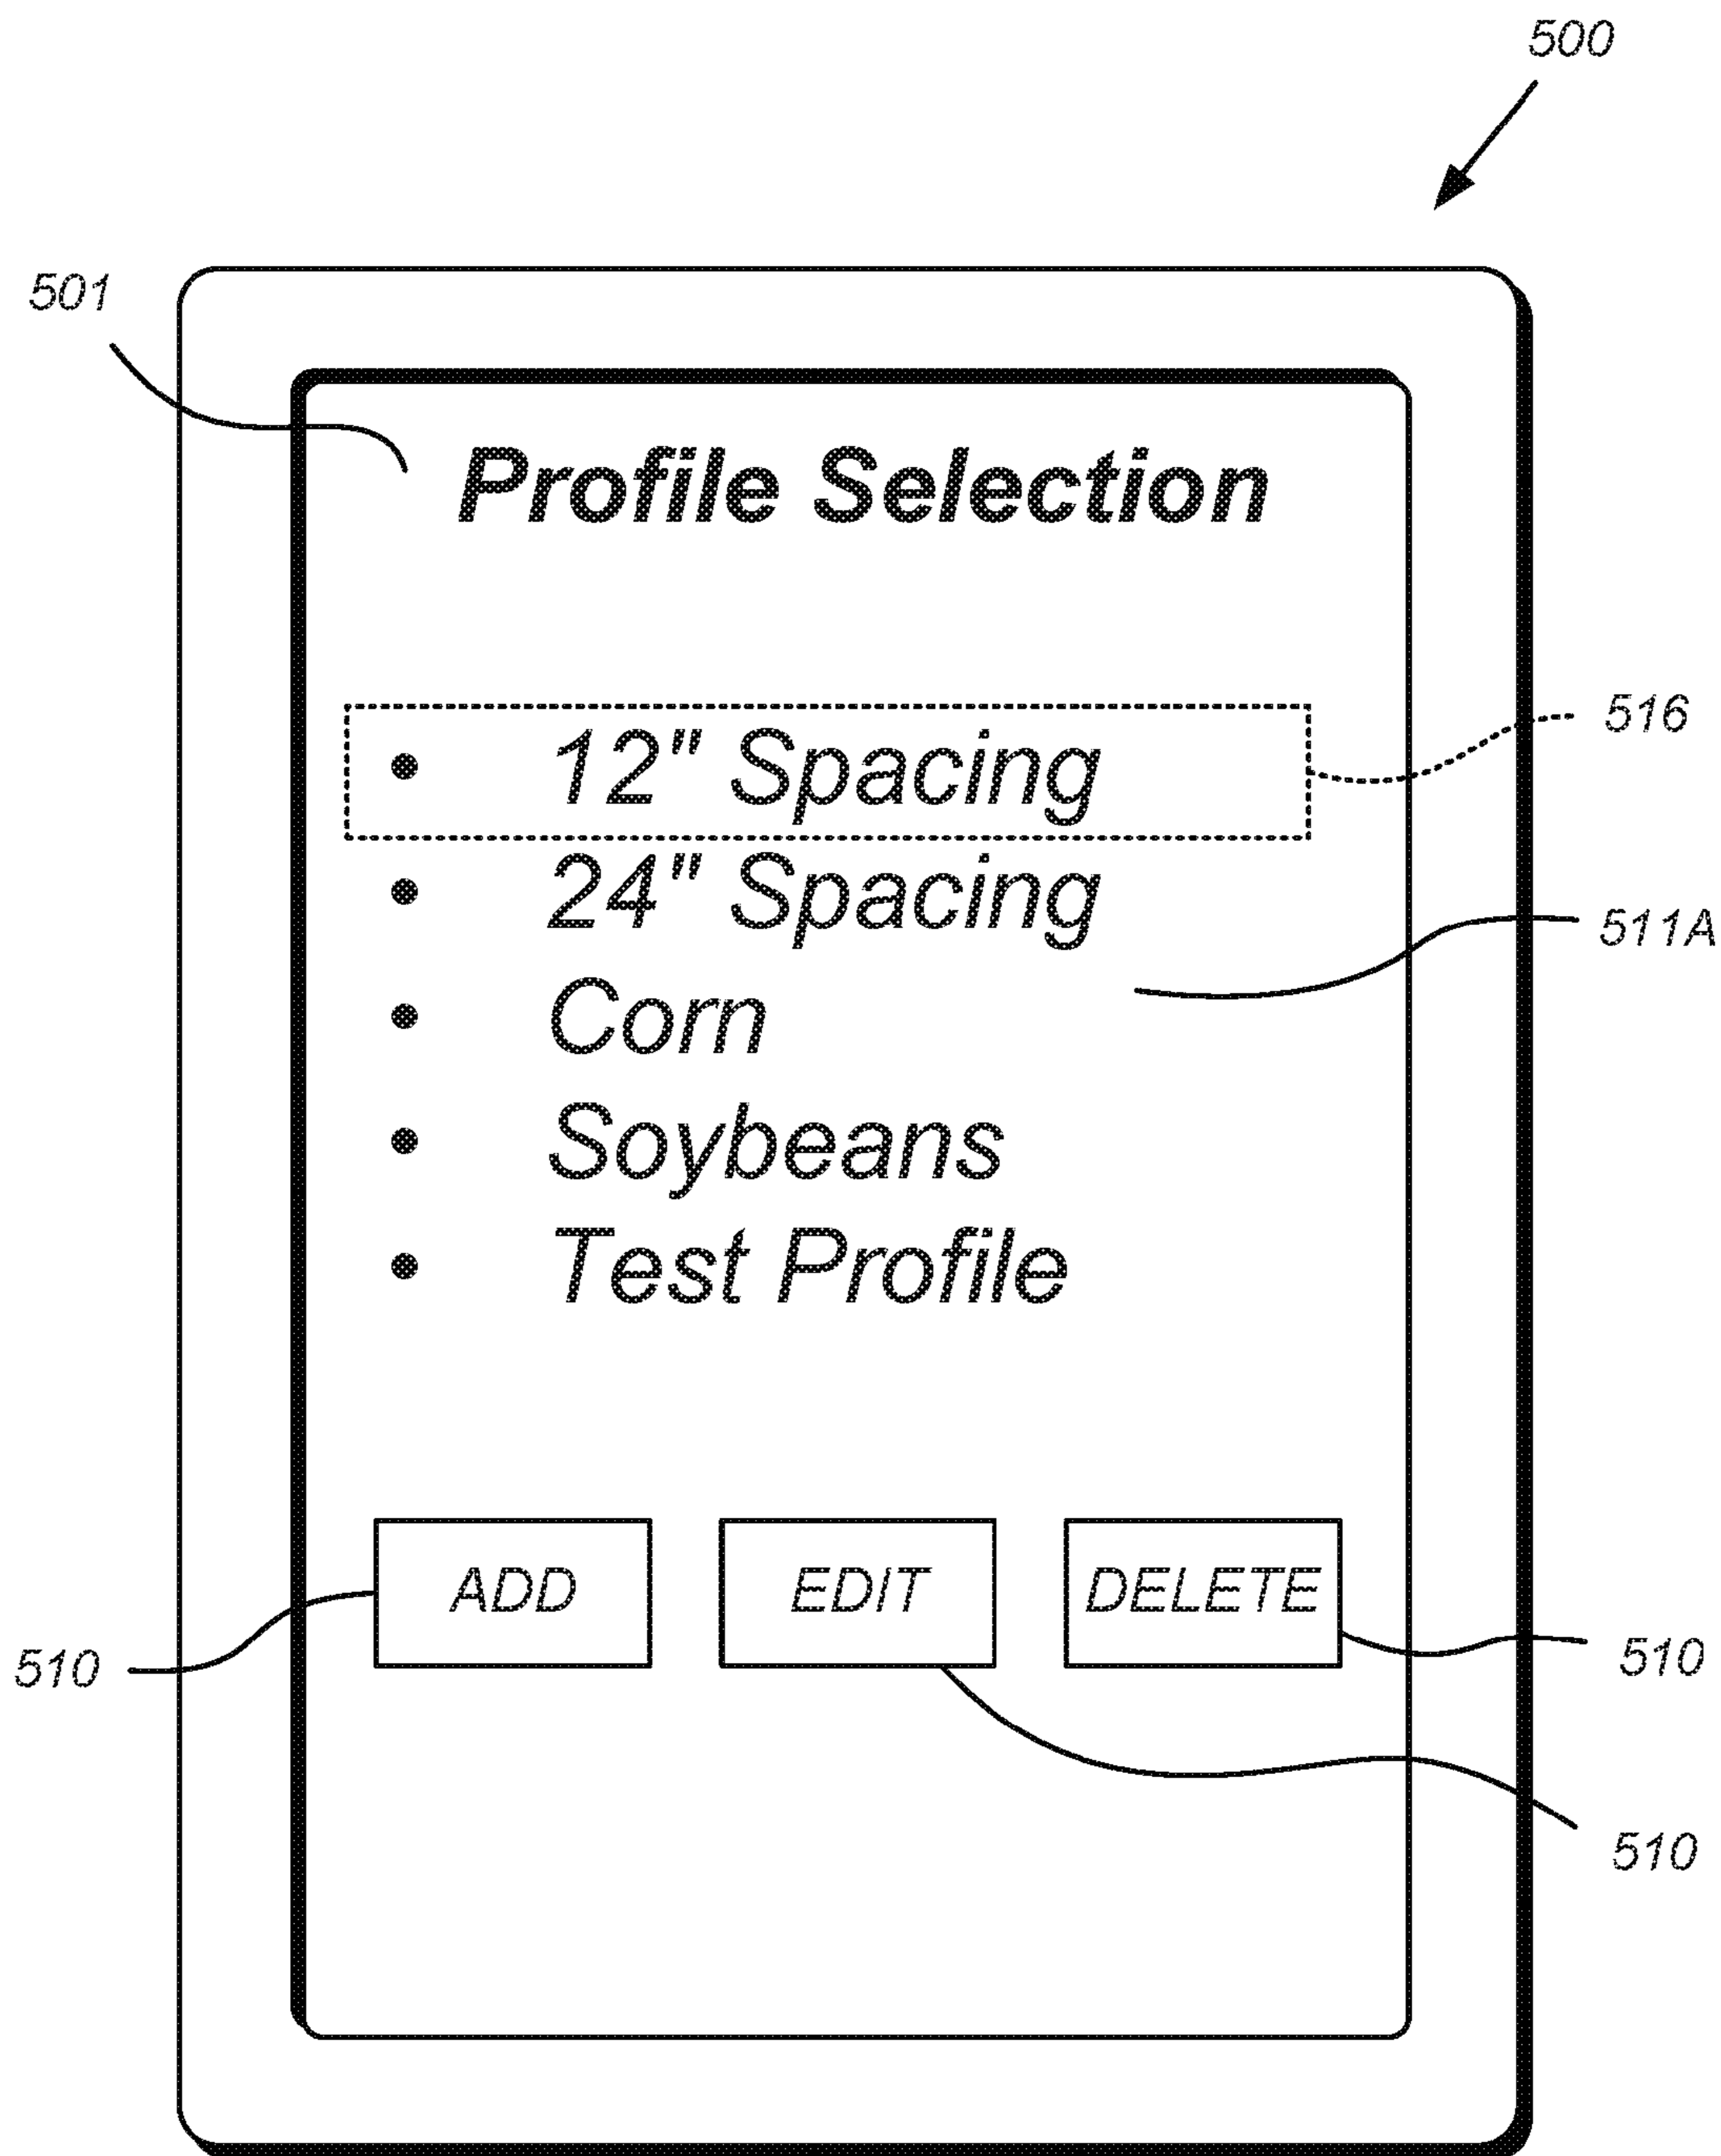 500
501
Profile Selection
• 12" Spacing
516
• 24" Spacing
511A
• Corn
• Soybeans
• Test Profile
ADD EDIT DELETE
510 510
510